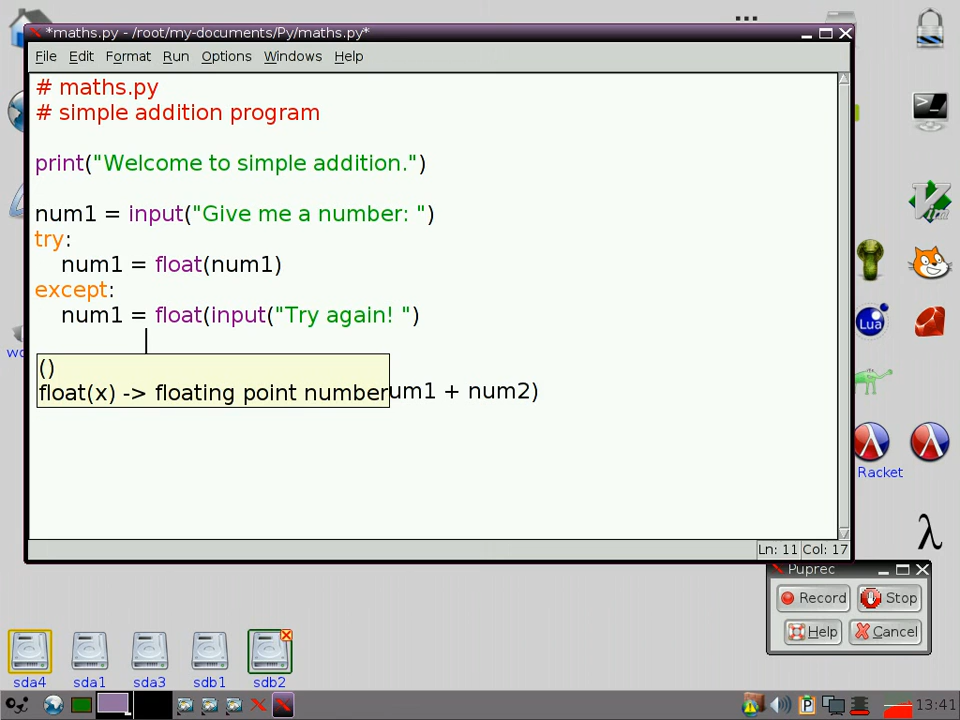 *maths.py - /root/my-documents/Py/maths.py*
File Edit Format Run Options Windows Help
# maths.py
# simple addition program
print("Welcome to simple addition.")
num1 = input("Give me a number: ")
try:
num1 = float(num1)
except:
num1 = float(input("Try again! ")
()
float(x) -> floating point number
um1 + num2)
Ln: 11 Col: 17
Lua
Racket
λ
Puprec
Record Stop
Help Cancel
sda4 sda1 sda3 sdb1 sdb2
13:41